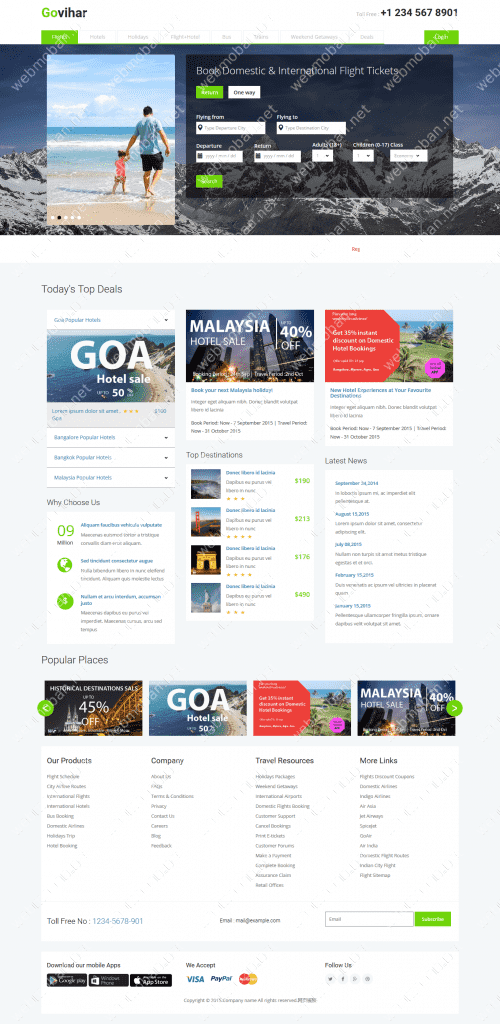 Govihar
Toll Free : +1 234 567 8901
Flights Hotels Holidays Flight+Hotel Bus Trains Weekend Getaways Deals Login
Book Domestic & International Flight Tickets
Return One way
Flying from Flying to
Type Departure City Type Destination City
Departure Return Adults (18+) Children (0-17) Class
yyyy / mm / dd yyyy / mm / dd 1 1 Economy
Search
Reg
Today's Top Deals
Goa Popular Hotels
GOA
Hotel sale
up to 50 %
Lorem ipsum dolor sit amet $100
Bangalore Popular Hotels
Bangkok Popular Hotels
Malaysia Popular Hotels
MALAYSIA
HOTEL SALE
UPTO
40%
OFF
Booking Period : 24th Sep | Travel Period : 2nd Oct
Book your next Malaysia holiday!
Integer eget aliquam nibh. Donec blandit
libero id lacinia
Book Period: Now - 7 September 2015 | Travel Period:
Now - 31 October 2015
Get 35% instant
discount on Domestic
Hotel Bookings
New Hotel Experiences at Your Favourite
Destinations
Integer eget aliquam nibh. Donec blandit
libero id lacinia
Book Period: Now - 7 September 2015 | Travel Period:
Now - 31 October 2015
Why Choose Us
09
Million
Aliquam faucibus vehicula vulputate
Maecenas euismod lorem a tristique
convallis diam eros aliquam.
Sed tincidunt consectetur augue
Nulla bibendum libero in nunc eleifend
tincidunt. Aliquam quis molestie luctus.
$
Nullam et arcu interdum, accumsan
justo
Maecenas dapibus eu purus vel
imperdiet. Maecenas cursus, arcu sed
tempus
Top Destinations
Donec libero id lacinia
Dapibus eu purus vel
libero in nunc
$190
Donec libero id lacinia
Dapibus eu purus vel
libero in nunc
$213
Donec libero id lacinia
Dapibus eu purus vel
libero in nunc
$176
Donec libero id lacinia
Dapibus eu purus vel
libero in nunc
$490
Latest News
September 24,2014
In lobortis ipsum mi, ac imperdiet elit
pellentesque at.
August 15,2015
Lorem ipsum dolor sit amet, consectetur
adipiscing elit.
July 08,2015
Nullam non turpis sit amet metus tristique
egestas et et orci.
February 15,2015
Duis venenatis ac ipsum vel ultricies in placerat
quam
January 15,2015
Pellentesque ullamcorper fringilla ipsum, ornare
dapibus velit volutpat sit amet.
Popular Places
HISTORICAL DESTINATIONS SALE
UPTO
45%
OFF
GOA
Hotel sale
up to 50 %
Get 35% instant
discount on Domestic
Hotel Bookings
MALAYSIA
HOTEL SALE
40%
OFF
Our Products
Flight Schedule
City Airline Routes
International Flights
International Hotels
Bus Booking
Domestic Airlines
Holidays Trip
Hotel Booking
Company
About Us
FAQs
Terms & Conditions
Privacy
Contact Us
Careers
Blog
Feedback
Travel Resources
Holidays Packages
Weekend Getaways
International Airports
Domestic Flights Booking
Customer Support
Cancel Bookings
Print E-tickets
Customer Forums
Make a Payment
Complete Booking
Assurance Claim
Retail Offices
More Links
Flights Discount Coupons
Domestic Airlines
Indigo Airlines
Air Asia
Jet Airways
SpiceJet
GoAir
Air India
Domestic Flight Routes
Indian City Flight
Flight Sitemap
Toll Free No : 1234-5678-901
Email : mail@example.com
Email Subscribe
Download our mobile Apps
Google play Windows Phone App Store
We Accept
VISA PayPal MasterCard
Follow Us
Copyright © 2015.Company name All rights reserved.网页模板
webmoban.net